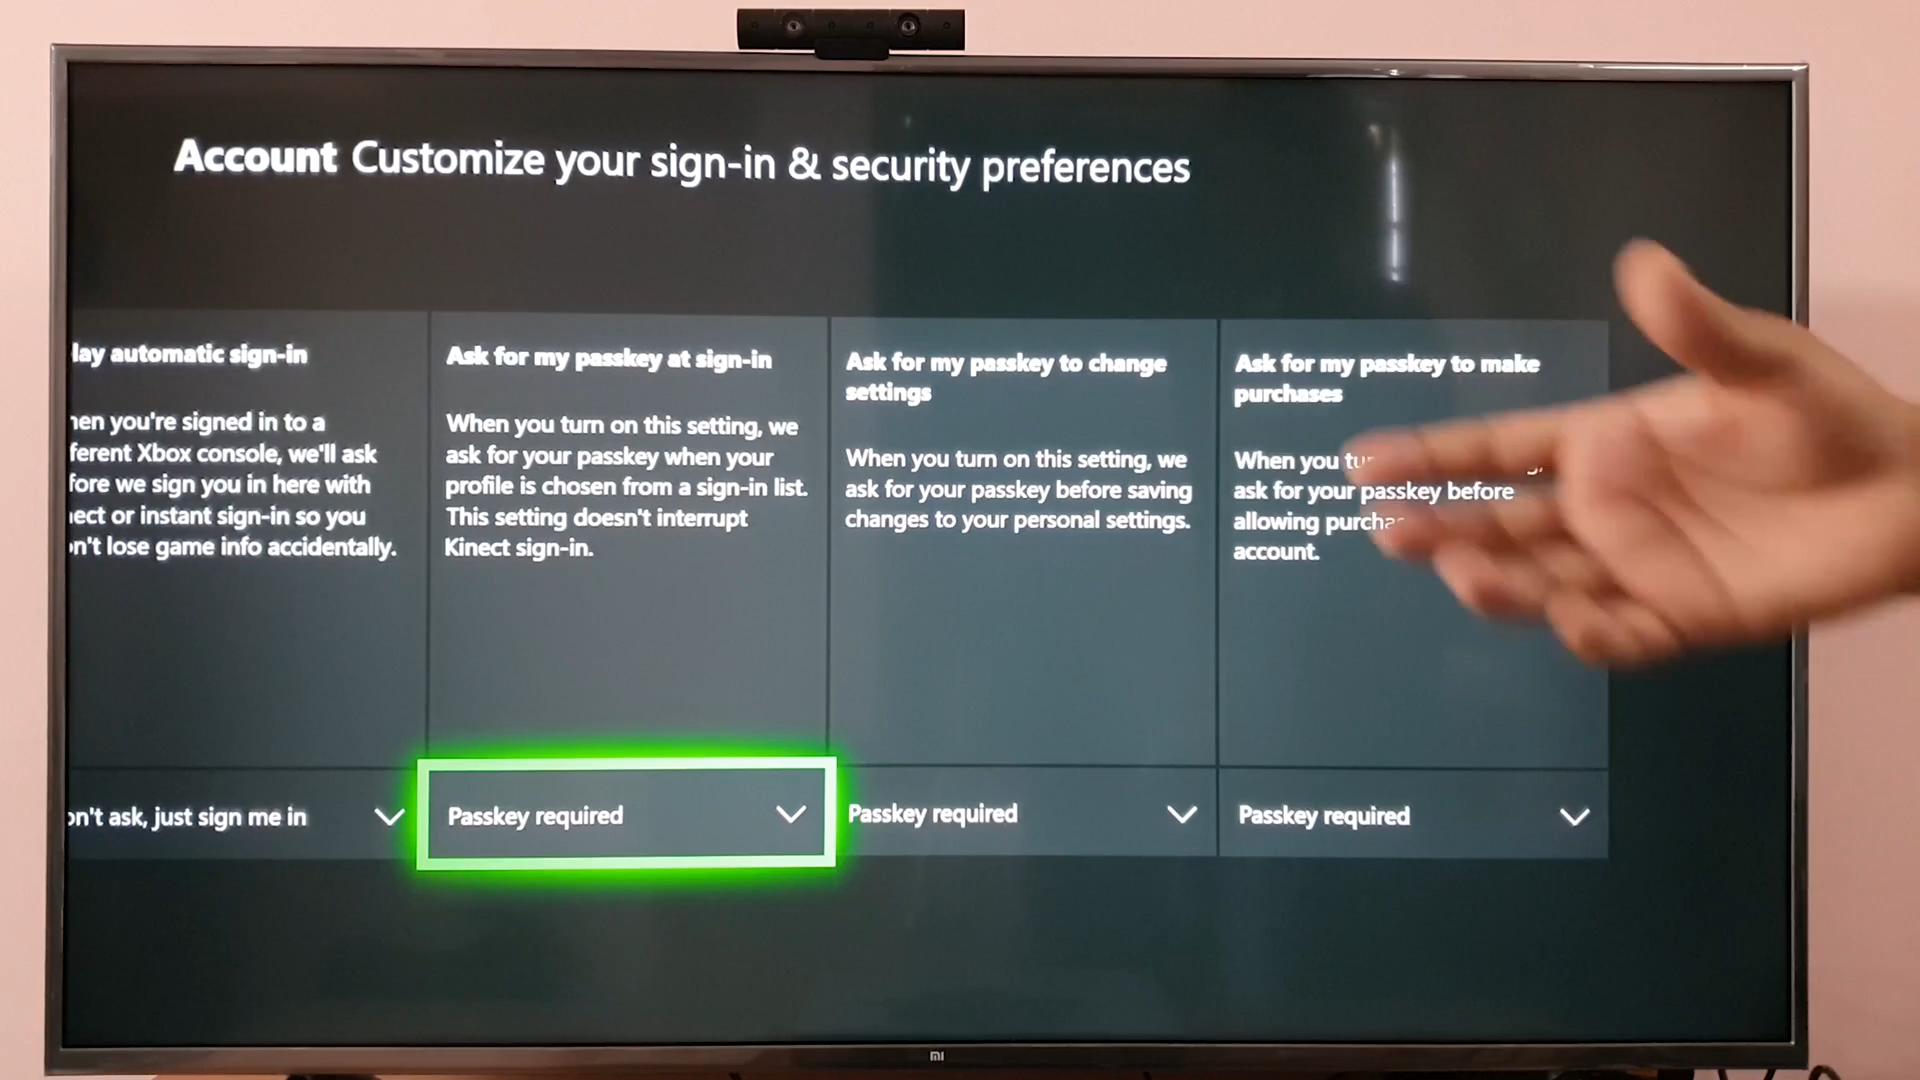 Account Customize your sign-in & security preferences
automatic sign-in
you're signed in to a
Xbox console, we'll ask
we sign you in here with
or instant sign-in so you
lose game info accidentally.
ask, just sign me in
Ask for my passkey at sign-in
When you turn on this setting, we
ask for your passkey when your
profile is chosen from a sign-in list.
This setting doesn't interrupt
Kinect sign-in.
Passkey required
Ask for my passkey to change
settings
When you turn on this setting, we
ask for your passkey before saving
changes to your personal settings.
Passkey required
Ask for my passkey to make
purchases
When you
ask for your passkey before
allowing
account.
Passkey required
mi